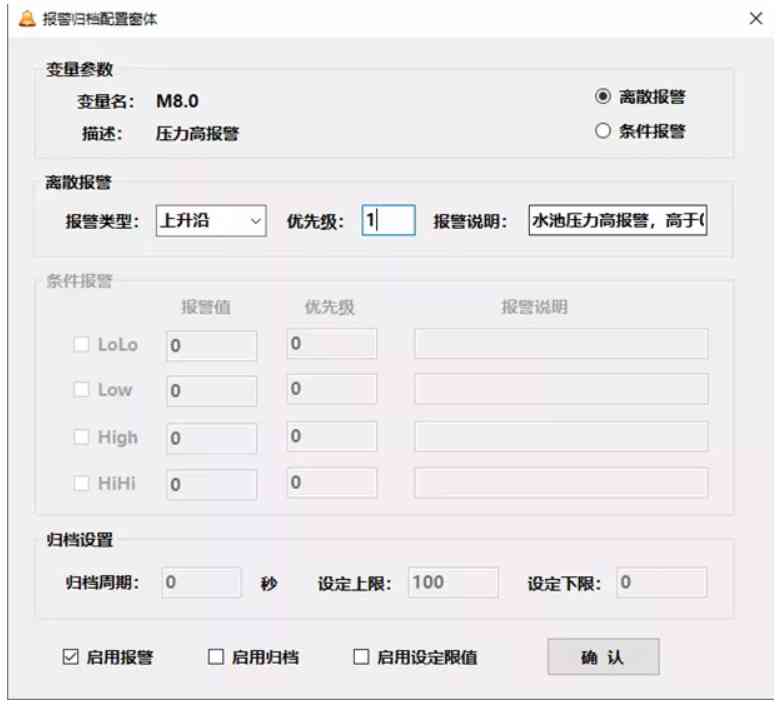 报警归档配置窗体
变量参数
变量名： M8.0
离散报警
描述： 压力高报警
条件报警
离散报警
报警类型： 上升沿 优先级： 1 报警说明： 水池压力高报警，高于
条件报警
报警值 优先级 报警说明
LoLo 0 0
Low 0 0
High 0 0
HiHi 0 0
归档设置
归档周期： 0 秒 设定上限： 100 设定下限： 0
启用报警 启用归档 启用设定限值 确 认